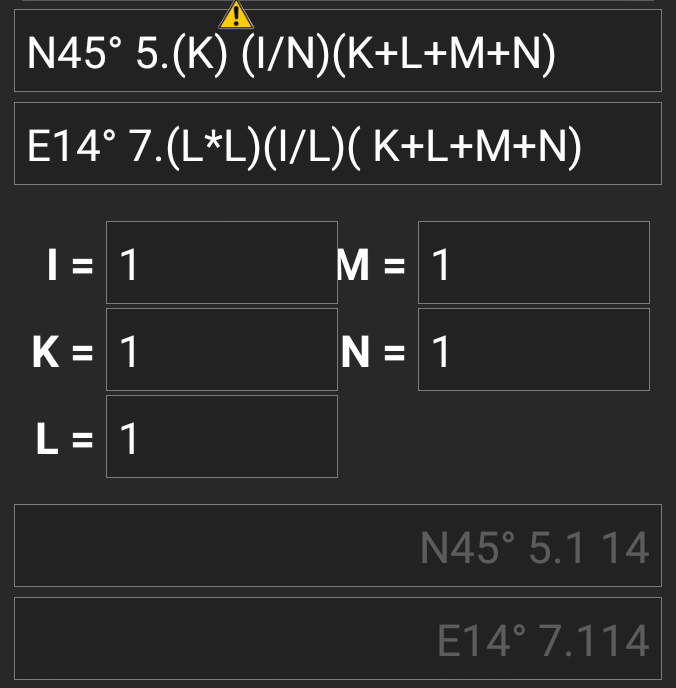 N45° 5.(K) (I/N)(K+L+M+N)
E14° 7.(L*L)(I/L)( K+L+M+N)
I = 1 M = 1
K = 1 N = 1
L = 1
N45° 5.1 14
E14° 7.114